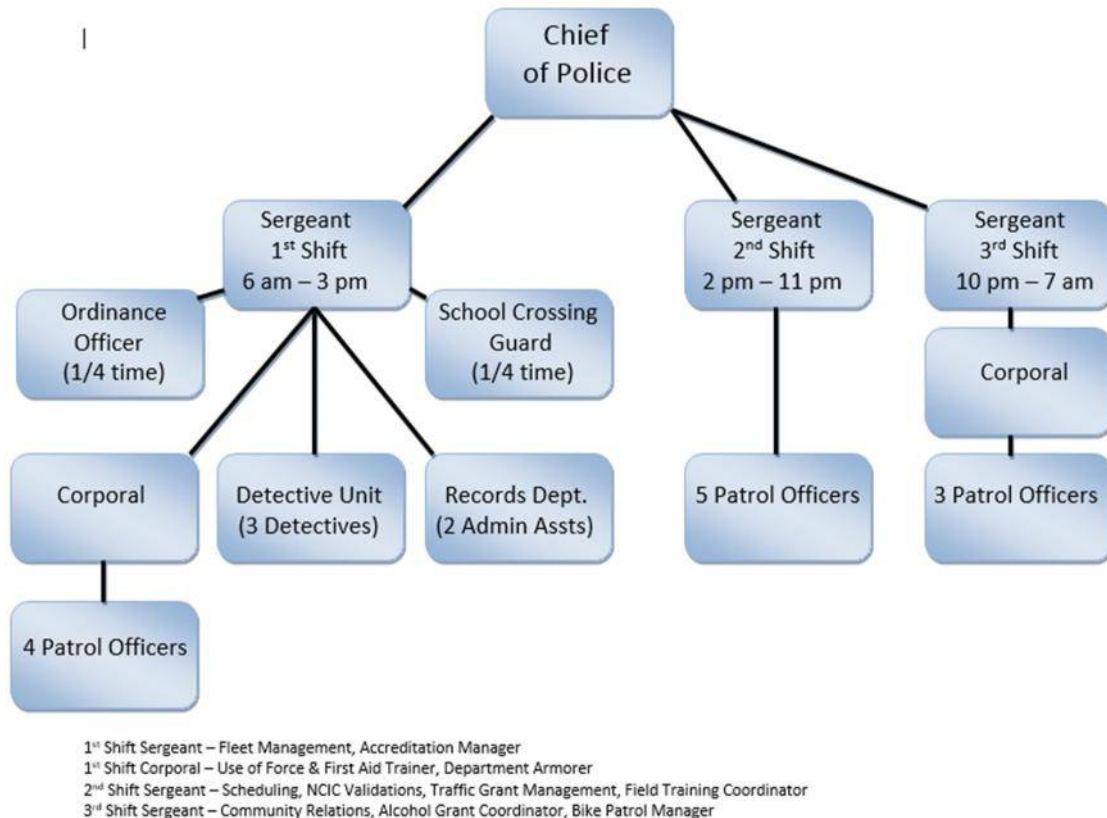 Chief
of Police
Sergeant
1st Shift
6 am – 3 pm
Sergeant
2nd Shift
2 pm – 11 pm
Sergeant
3rd Shift
10 pm – 7 am
Ordinance
Officer
(1/4 time)
School Crossing
Guard
(1/4 time)
Corporal
Corporal
Detective Unit
(3 Detectives)
Records Dept.
(2 Admin Assts)
5 Patrol Officers
3 Patrol Officers
4 Patrol Officers
1st Shift Sergeant – Fleet Management, Accreditation Manager
1st Shift Corporal – Use of Force & First Aid Trainer, Department Armorer
2nd Shift Sergeant – Scheduling, NCIC Validations, Traffic Grant Management, Field Training Coordinator
3rd Shift Sergeant – Community Relations, Alcohol Grant Coordinator, Bike Patrol Manager